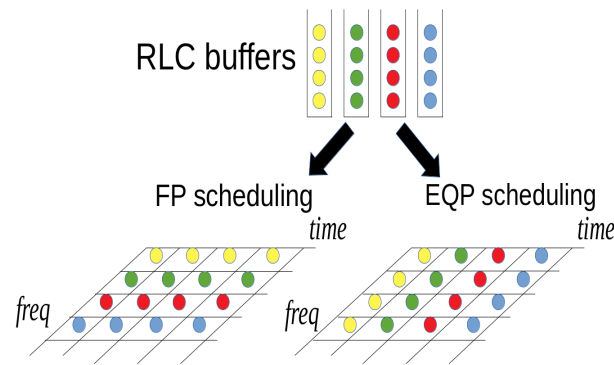 RLC buffers
FP scheduling
EQP scheduling
time
time
freq
freq